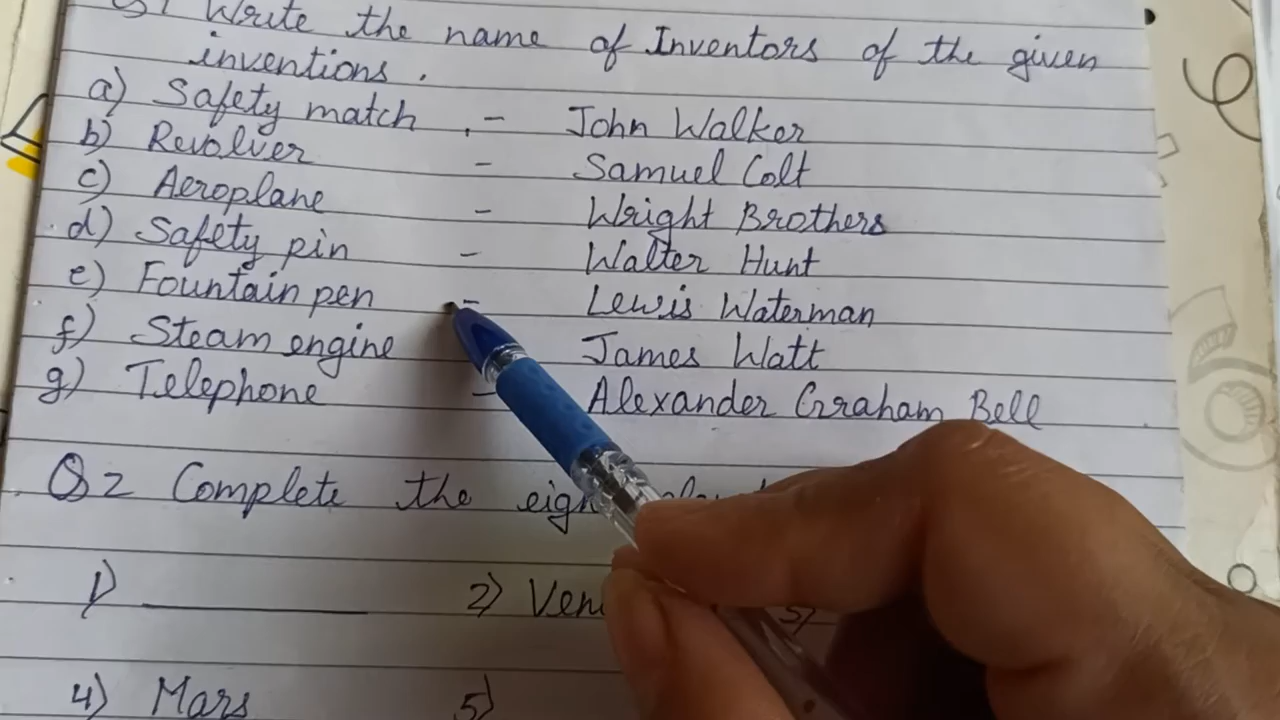 Write the name of Inventors of the given
inventions.
a) Safety match - John Walker
b) Revolver - Samuel Colt
c) Aeroplane - Wright Brothers
d) Safety pin - Walter Hunt
e) Fountain pen - Lewis Waterman
f) Steam engine James Watt
g) Telephone - Alexander Graham Bell
Q2 Complete the
1) 2) 3)
4) Mars 5)